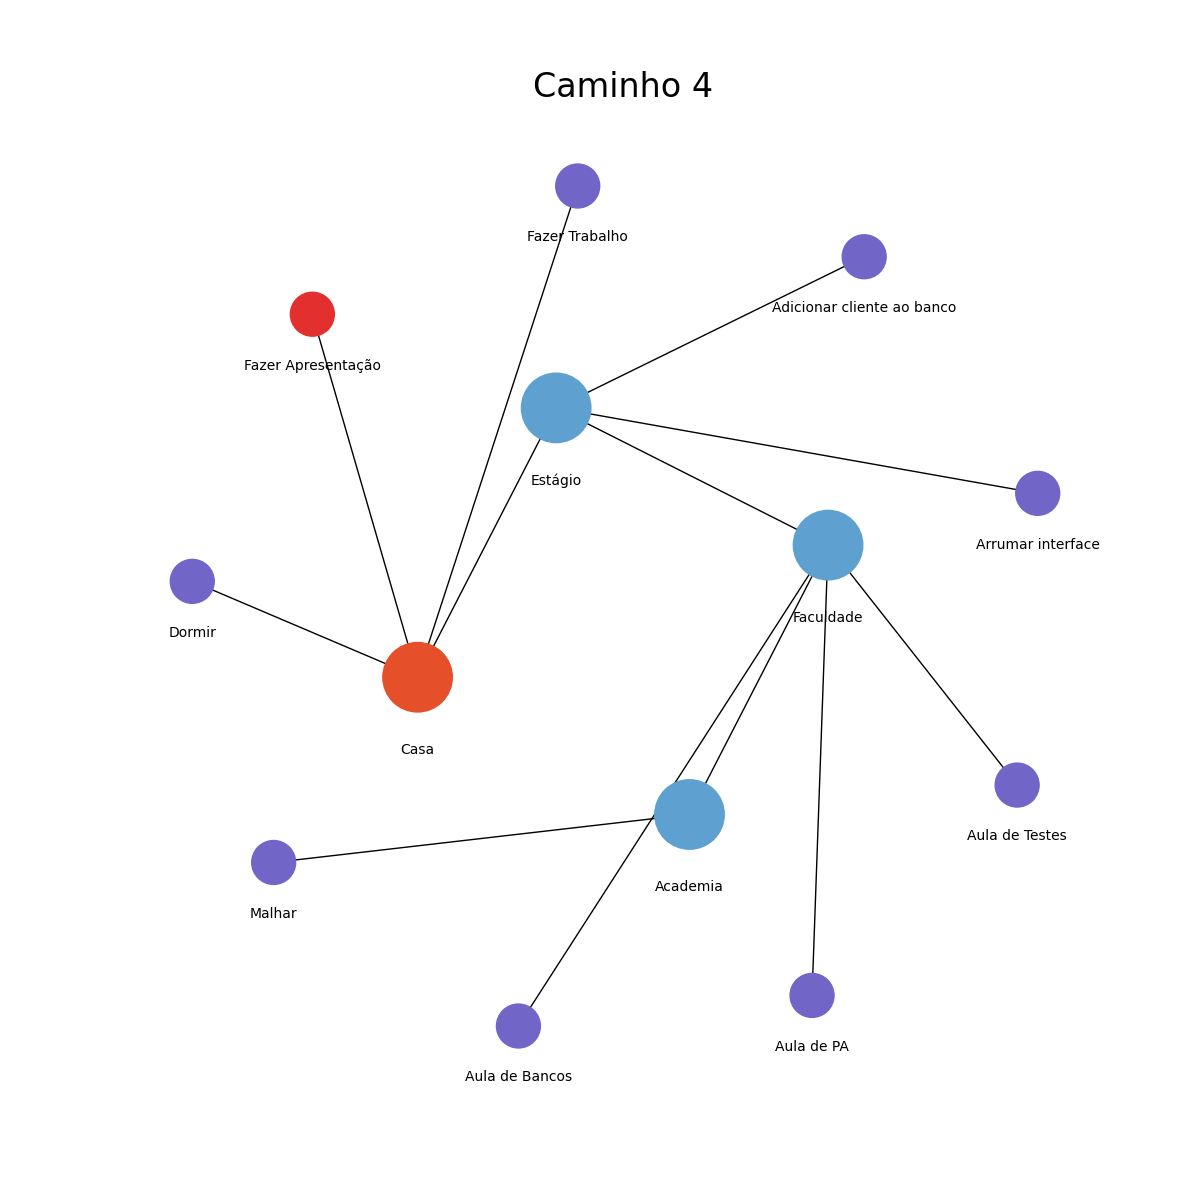 Caminho 4
Fazer Trabalho
Adicionar cliente ao banco
Fazer Apresentação
Estágio
Arrumar interface
Faculdade
Dormir
Casa
Aula de Testes
Academia
Malhar
Aula de PA
Aula de Bancos